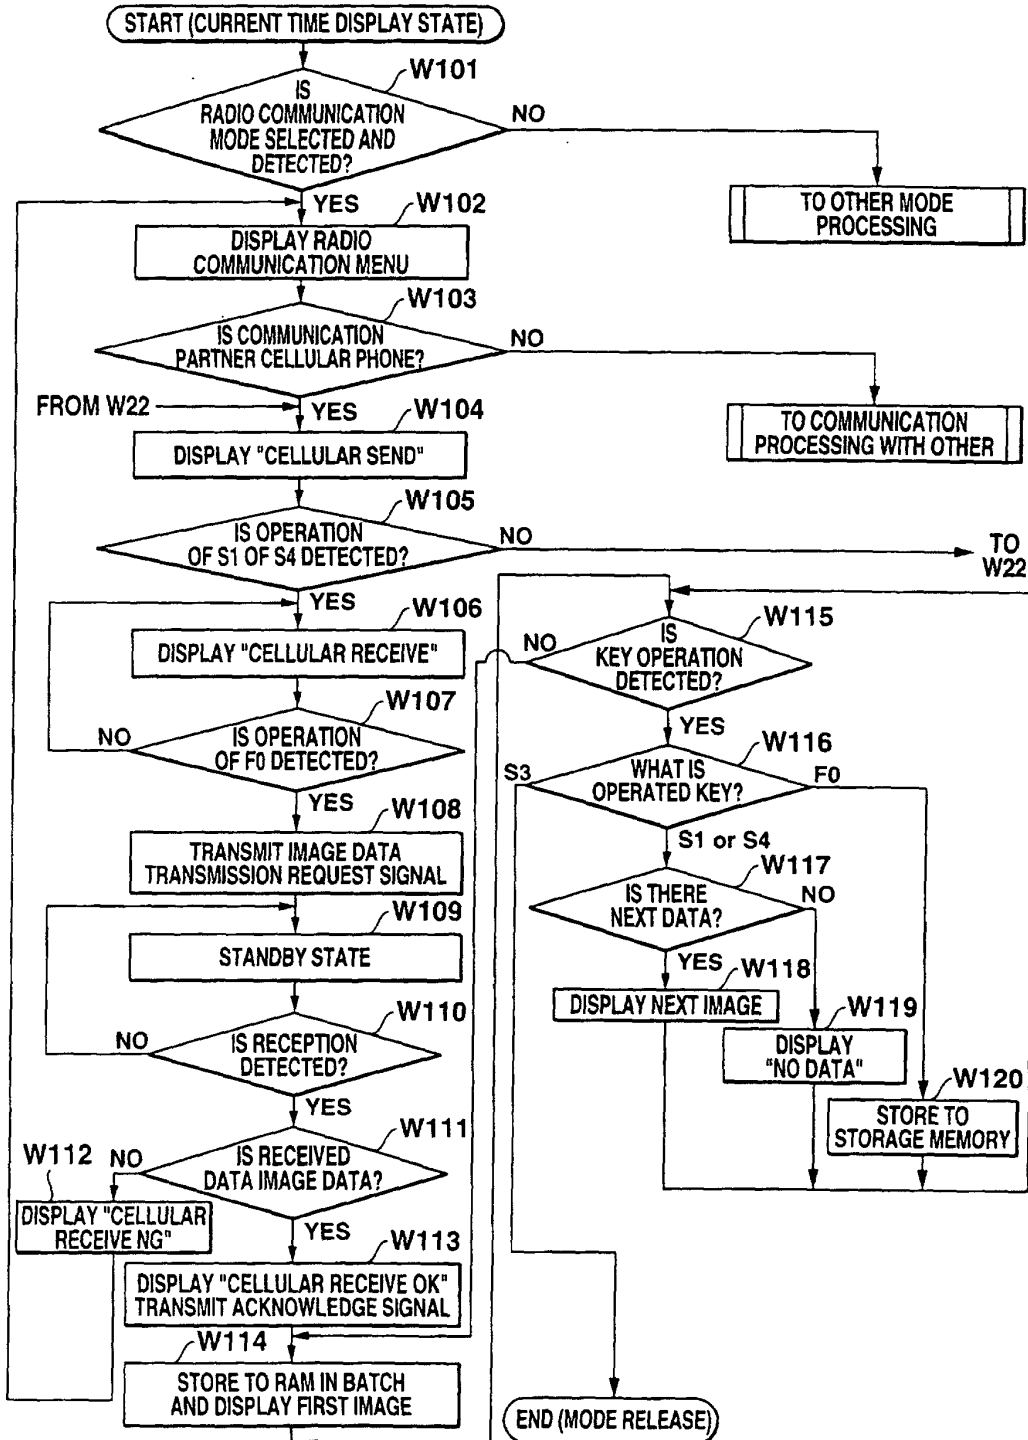 START (CURRENT TIME DISPLAY STATE)
W101
IS
RADIO COMMUNICATION
MODE SELECTED AND
DETECTED?
NO
TO OTHER MODE
PROCESSING
YES
W102
DISPLAY RADIO
COMMUNICATION MENU
W103
IS COMMUNICATION
PARTNER CELLULAR PHONE?
NO
TO COMMUNICATION
PROCESSING WITH OTHER
FROM W22
YES
W104
DISPLAY "CELLULAR SEND"
W105
IS OPERATION
OF S1 OF S4 DETECTED?
NO
TO
W22
YES
W106
DISPLAY "CELLULAR RECEIVE"
W107
IS OPERATION
OF F0 DETECTED?
NO
YES
W108
TRANSMIT IMAGE DATA
TRANSMISSION REQUEST SIGNAL
W109
STANDBY STATE
W110
IS RECEPTION
DETECTED?
NO
YES
W111
IS RECEIVED
DATA IMAGE DATA?
NO
W112
DISPLAY "CELLULAR
RECEIVE NG"
YES
W113
DISPLAY "CELLULAR RECEIVE OK"
TRANSMIT ACKNOWLEDGE SIGNAL
W114
STORE TO RAM IN BATCH
AND DISPLAY FIRST IMAGE
W115
IS
KEY OPERATION
DETECTED?
NO
YES
W116
WHAT IS
OPERATED KEY?
S3
F0
S1 or S4
W117
IS THERE
NEXT DATA?
NO
YES
W118
DISPLAY NEXT IMAGE
W119
DISPLAY
"NO DATA"
W120
STORE TO
STORAGE MEMORY
END (MODE RELEASE)